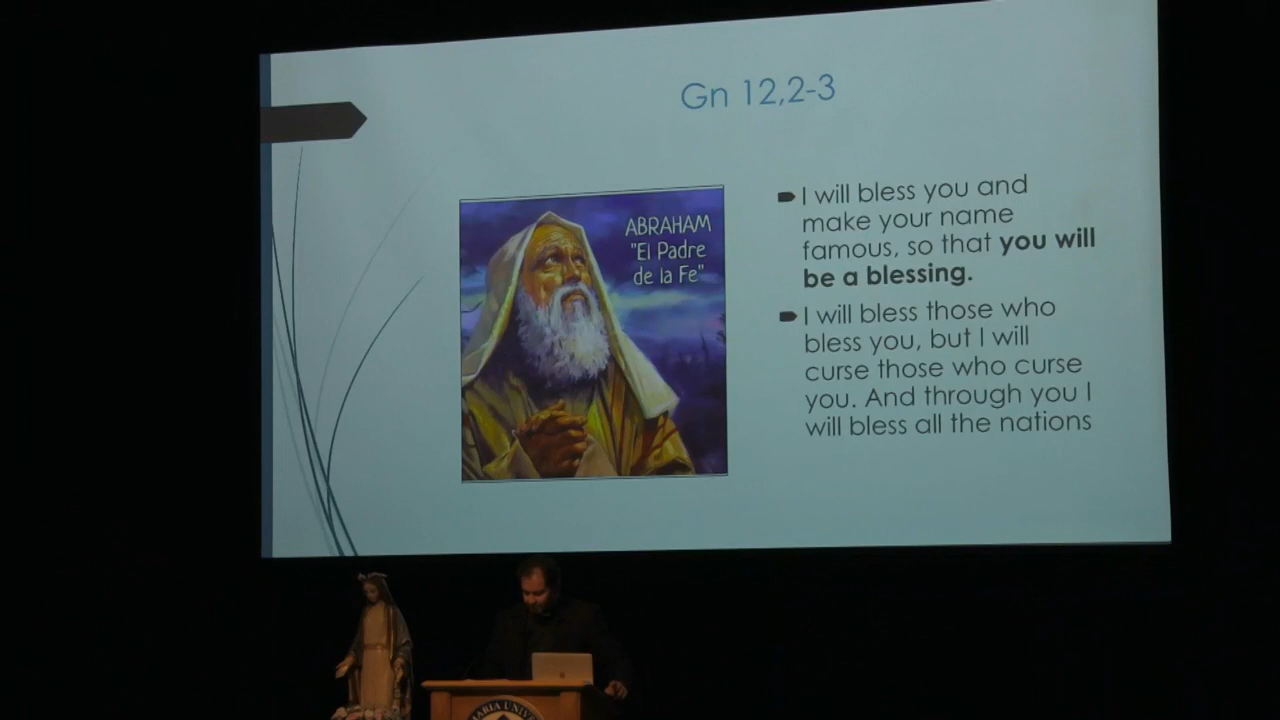 Gn 12,2-3
ABRAHAM
"El Padre
de la Fe"
I will bless you and
make your name
famous, so that you will
be a blessing.
I will bless those who
bless you, but I will
curse those who curse
you. And through you I
will bless all the nations